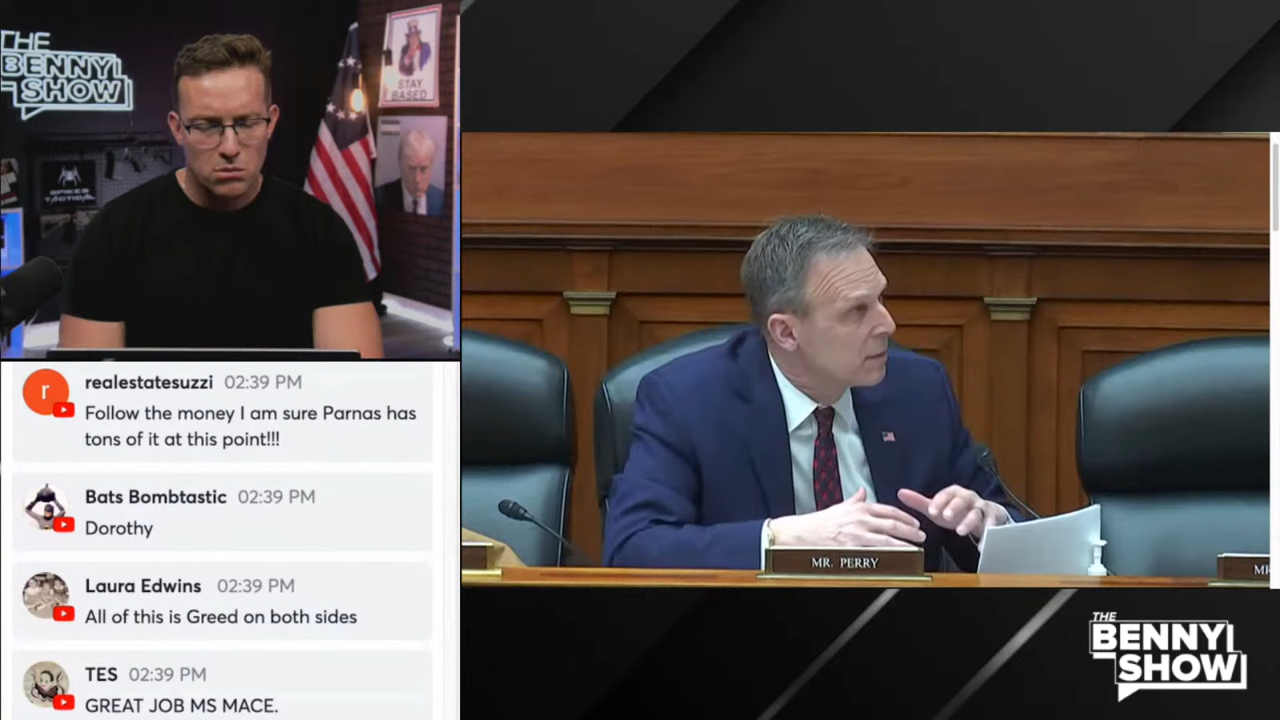 THE
BENNY
SHOW
STAY
BASED
SPIKES
TACTICAL
r
realestatesuzzi 02:39 PM
Follow the money I am sure Parnas has
tons of it at this point!!!
Bats Bombtastic 02:39 PM
Dorothy
Laura Edwins 02:39 PM
All of this is Greed on both sides
TES 02:39 PM
GREAT JOB MS MACE.
MR. PERRY
THE
BENNY
SHOW